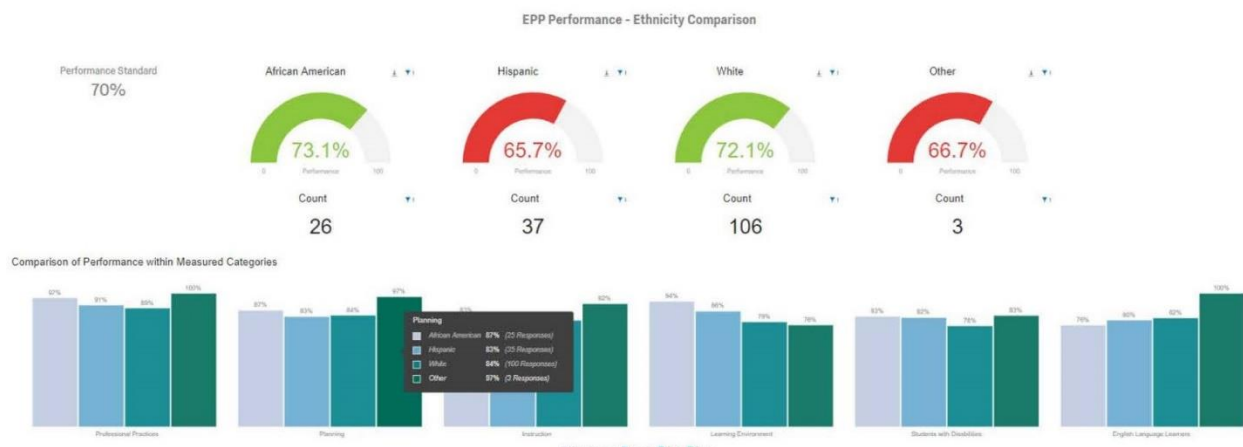 EPP Performance - Ethnicity Comparison
Performance Standard
70%
African American
Hispanic
White
Other
73.1%
65.7%
72.1%
66.7%
0 Performance 100
0 Performance 100
0 Performance 100
0 Performance 100
Count
Count
Count
Count
26
37
106
3
Comparison of Performance within Measured Categories
97% 91% 89% 100%
87% 83% 84% 97%
92%
94% 86% 79% 76%
93% 92% 93%
76% 80% 82% 100%
Planning
African American 87% (25 Responses)
Hispanic 83% (35 Responses)
White 84% (100 Responses)
Other 97% (3 Responses)
Professional Practices
Planning
Instruction
Learning Environment
Students with Disabilities
English Language Learners